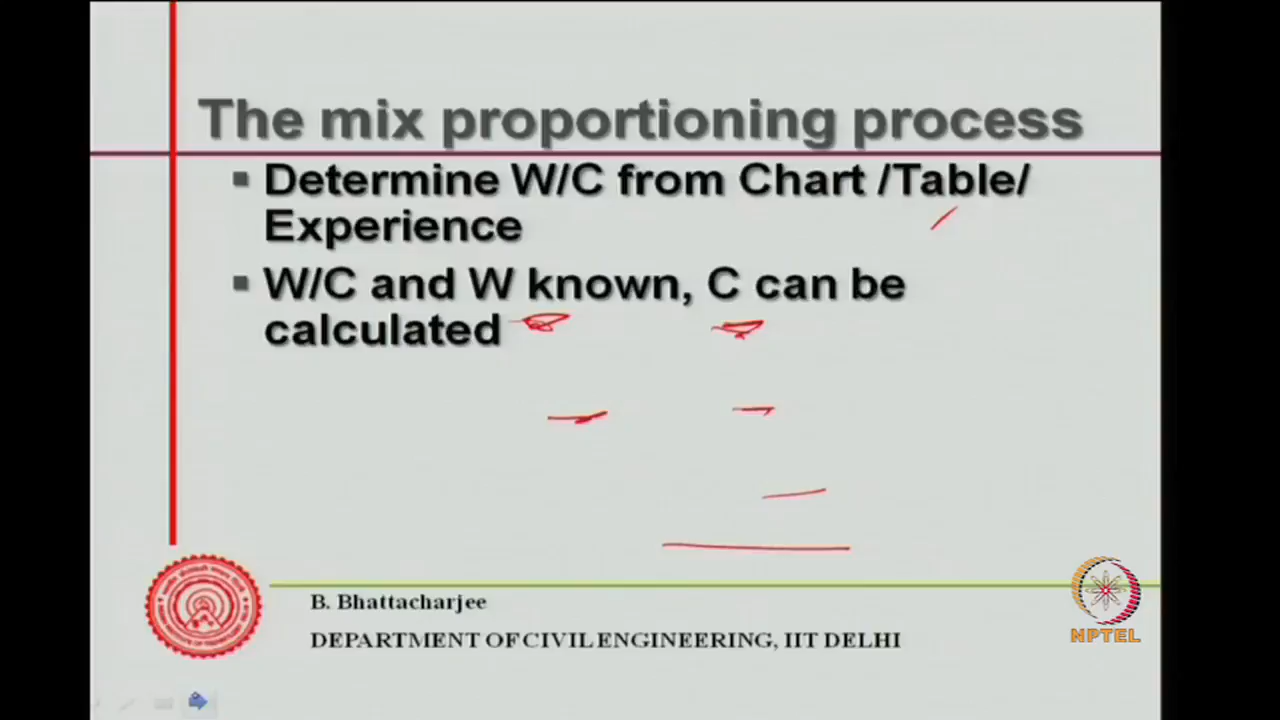 The mix proportioning process
▪ Determine W/C from Chart /Table/
Experience
▪ W/C and W known, C can be
calculated
B. Bhattacharjee
DEPARTMENT OF CIVIL ENGINEERING, IIT DELHI
NPTEL